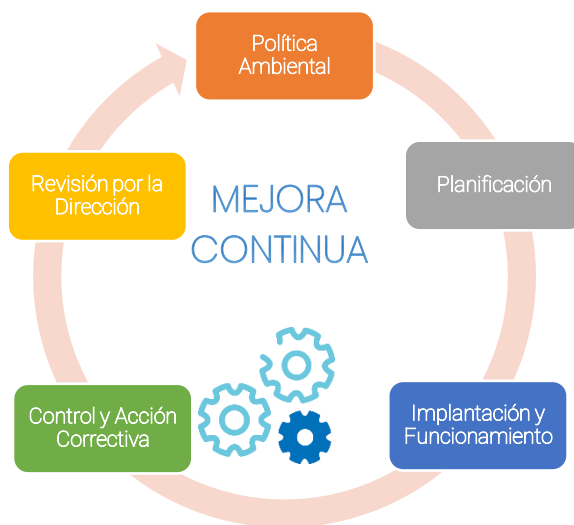 Política
Ambiental
Planificación
Implantación y
Funcionamiento
Control y Acción
Correctiva
Revisión por la
Dirección
MEJORA
CONTINUA